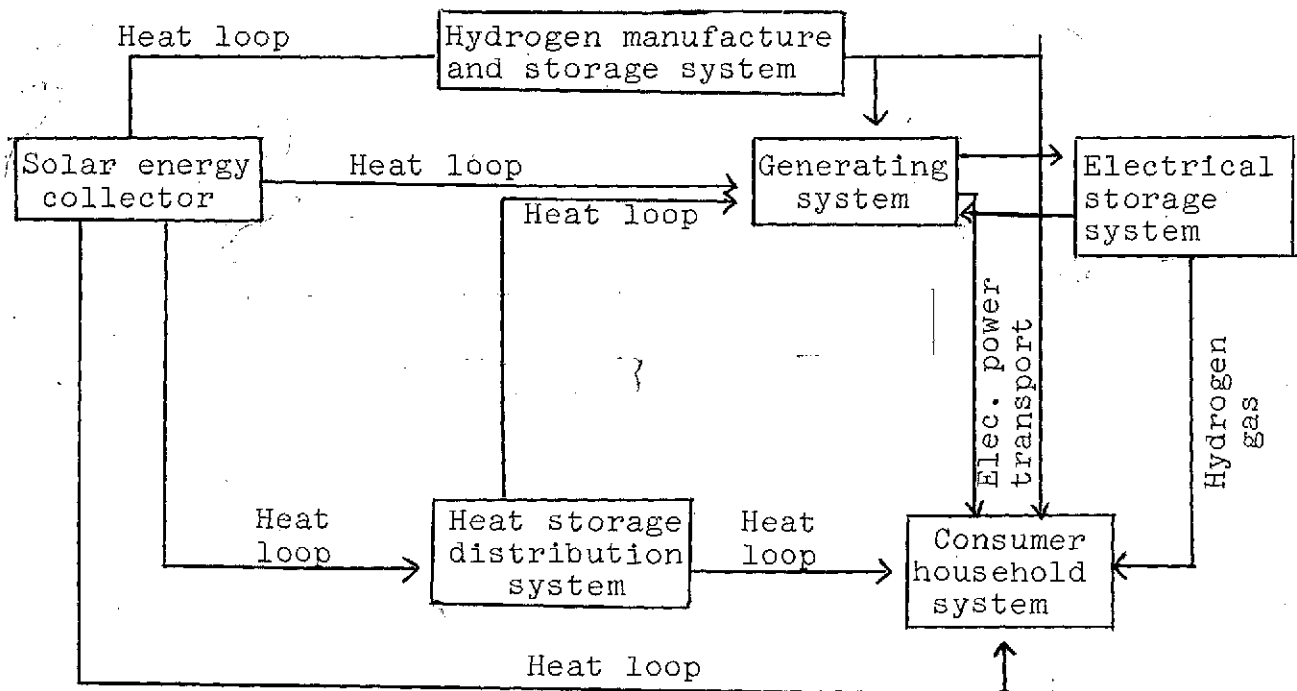 Heat loop
Hydrogen manufacture
and storage system
Solar energy
collector
Heat loop
Heat loop
Generating
system
Electrical
storage
system
Elec. power
transport
Hydrogen
gas
Heat
loop
Heat storage
distribution
system
Heat
loop
Consumer
household
system
Heat loop